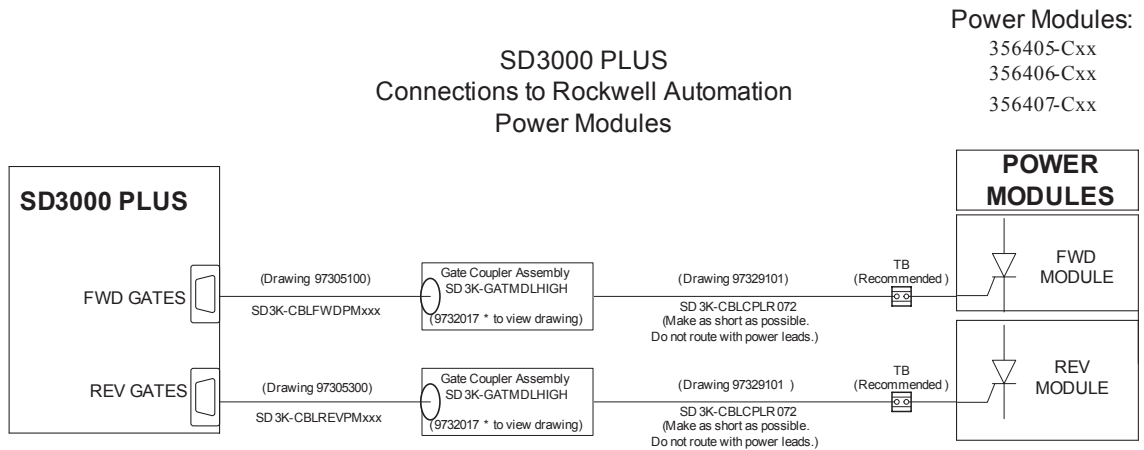 Power Modules:
356405-Cxx
356406-Cxx
356407-Cxx
SD3000 PLUS
Connections to Rockwell Automation
Power Modules
SD3000 PLUS
FWD GATES
REV GATES
(Drawing 97305100)
SD3K-CBLFWDPMxxx
Gate Coupler Assembly
SD3K-GATMDLHIGH
(9732017 * to view drawing)
(Drawing 97329101)
SD3K-CBLCPLR072
(Make as short as possible.
Do not route with power leads.)
TB
(Recommended)
POWER
MODULES
FWD
MODULE
(Drawing 97305300)
SD3K-CBLREVPMxxx
Gate Coupler Assembly
SD3K-GATMDLHIGH
(9732017 * to view drawing)
(Drawing 97329101 )
SD3K-CBLCPLR072
(Make as short as possible.
Do not route with power leads.)
TB
(Recommended)
REV
MODULE